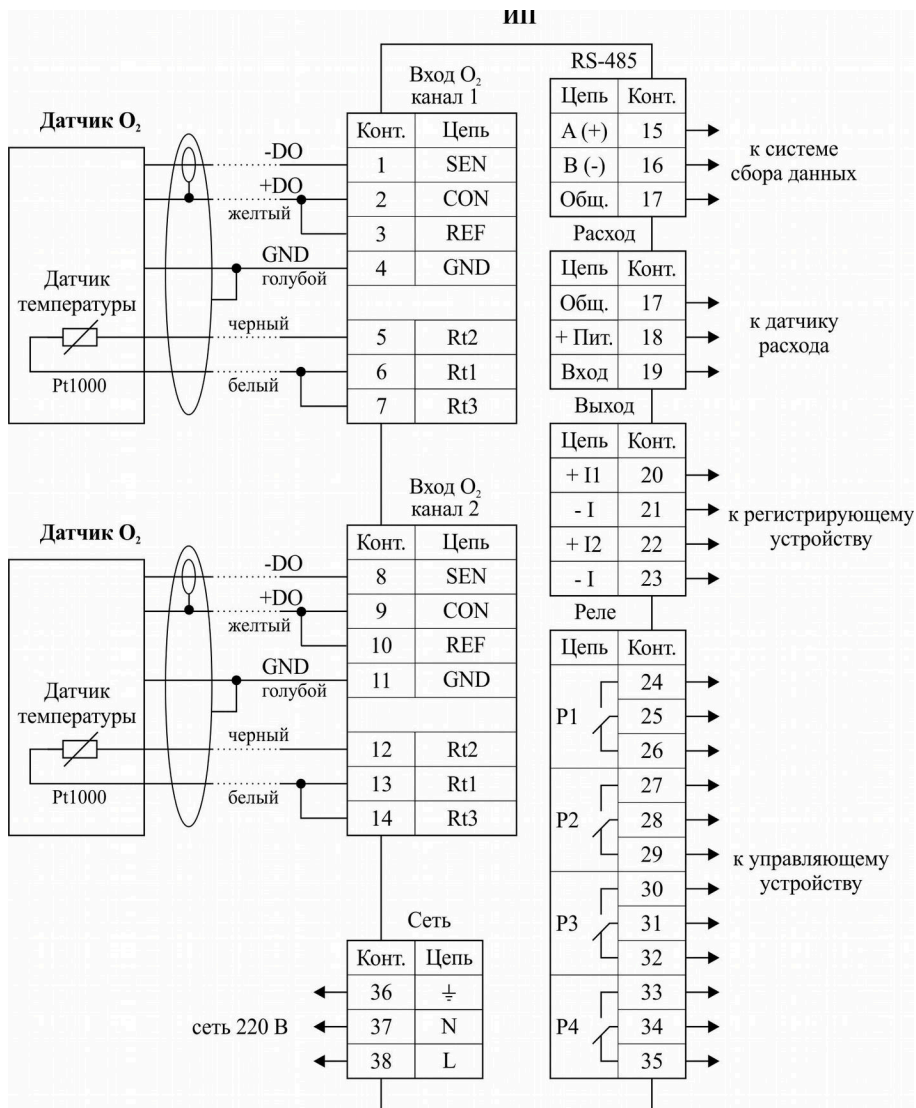 ИП
Датчик O₂
-DO
+DO
желтый
GND
голубой
Датчик
температуры
черный
белый
Pt1000
Вход O₂
канал 1
Конт. Цепь
1 SEN
2 CON
3 REF
4 GND
5 Rt2
6 Rt1
7 Rt3
Датчик O₂
-DO
+DO
желтый
GND
голубой
Датчик
температуры
черный
белый
Pt1000
Вход O₂
канал 2
Конт. Цепь
8 SEN
9 CON
10 REF
11 GND
12 Rt2
13 Rt1
14 Rt3
Сеть
Конт. Цепь
36
37 N
38 L
сеть 220 В
RS-485
Цепь Конт.
A (+) 15
B (-) 16
Общ. 17
к системе
сбора данных
Расход
Цепь Конт.
Общ. 17
+ Пит. 18
Вход 19
к датчику
расхода
Выход
Цепь Конт.
+ I1 20
- I 21
+ I2 22
- I 23
к регистрирующему
устройству
Реле
Цепь Конт.
P1
24
25
26
P2
27
28
29
P3
30
31
32
P4
33
34
35
к управляющему
устройству